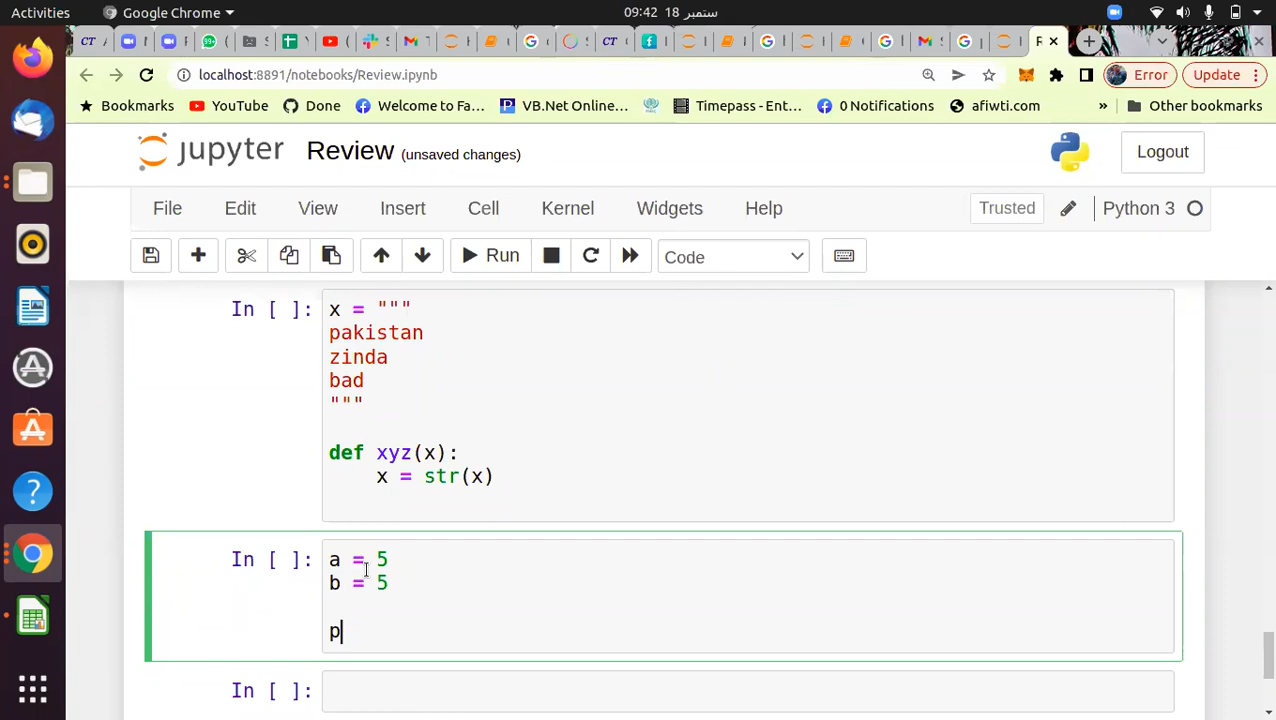 Activities Google Chrome 09:42 18 ستمبر
CT A M F 99+ S ( S M T H r G CT C f H G H G M S G p R
localhost:8891/notebooks/Review.ipynb Error Update
Bookmarks YouTube Done Welcome to Fa... VB.Net Online... Timepass - Ent... 0 Notifications afiwti.com » Other bookmarks
jupyter Review (unsaved changes) Logout
File Edit View Insert Cell Kernel Widgets Help Trusted Python 3
Run Code
In [ ]: x = """
pakistan
zinda
bad
"""
def xyz(x):
x = str(x)
In [ ]: a = 5
b = 5
p
In [ ]: